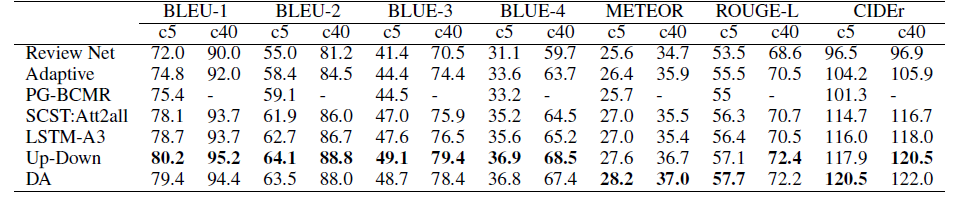 BLEU-1 BLEU-2 BLUE-3 BLUE-4 METEOR ROUGE-L CIDEr
c5 c40 c5 c40 c5 c40 c5 c40 c5 c40 c5 c40 c5 c40
Review Net 72.0 90.0 55.0 81.2 41.4 70.5 31.1 59.7 25.6 34.7 53.5 68.6 96.5 96.9
Adaptive 74.8 92.0 58.4 84.5 44.4 74.4 33.6 63.7 26.4 35.9 55.5 70.5 104.2 105.9
PG-BCMR 75.4 - 59.1 - 44.5 - 33.2 - 25.7 - 55 - 101.3 -
SCST:Att2all 78.1 93.7 61.9 86.0 47.0 75.9 35.2 64.5 27.0 35.5 56.3 70.7 114.7 116.7
LSTM-A3 78.7 93.7 62.7 86.7 47.6 76.5 35.6 65.2 27.0 35.4 56.4 70.5 116.0 118.0
Up-Down 80.2 95.2 64.1 88.8 49.1 79.4 36.9 68.5 27.6 36.7 57.1 72.4 117.9 120.5
DA 79.4 94.4 63.5 88.0 48.7 78.4 36.8 67.4 28.2 37.0 57.7 72.2 120.5 122.0